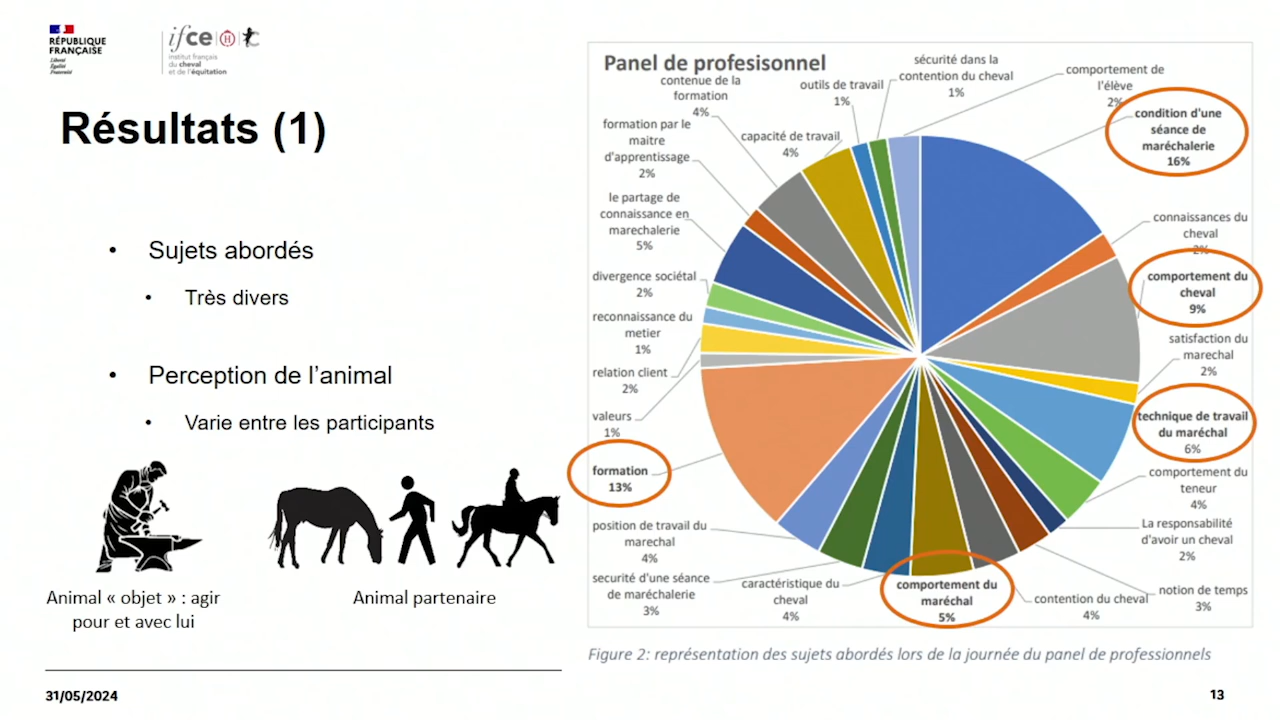 RÉPUBLIQUE
FRANÇAISE
Liberté
Égalité
Fraternité
ifce
institut français
du cheval
et de l'équitation
Résultats (1)
• Sujets abordés
• Très divers
• Perception de l'animal
• Varie entre les participants
Animal « objet » : agir
pour et avec lui
Animal partenaire
Panel de profesisonnel
contenue de la
formation
4%
outils de travail
1%
sécurité dans la
contention du cheval
1%
comportement de
l'élève
2%
condition d'une
séance de
maréchalerie
16%
connaissances du
cheval
2%
comportement du
cheval
9%
satisfaction du
marechal
2%
technique de travail
du maréchal
6%
comportement du
teneur
4%
La responsabilité
d'avoir un cheval
2%
notion de temps
3%
contention du cheval
4%
comportement du
maréchal
5%
caractéristique du
cheval
4%
securité d'une séance
de maréchalerie
3%
position de travail du
marechal
4%
formation
13%
valeurs
1%
relation client
2%
reconnaissance du
metier
1%
divergence sociétal
2%
le partage de
connaissance en
marechalerie
5%
formation par le
maitre
d'apprentissage
2%
capacité de travail
4%
Figure 2: représentation des sujets abordés lors de la journée du panel de professionnels
31/05/2024
13